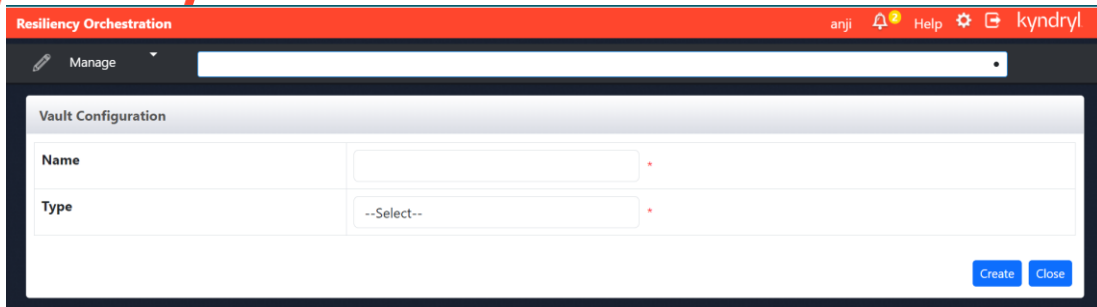 Resiliency Orchestration anji 2 Help kyndryl
Manage
Vault Configuration
Name *
Type --Select-- *
Create Close